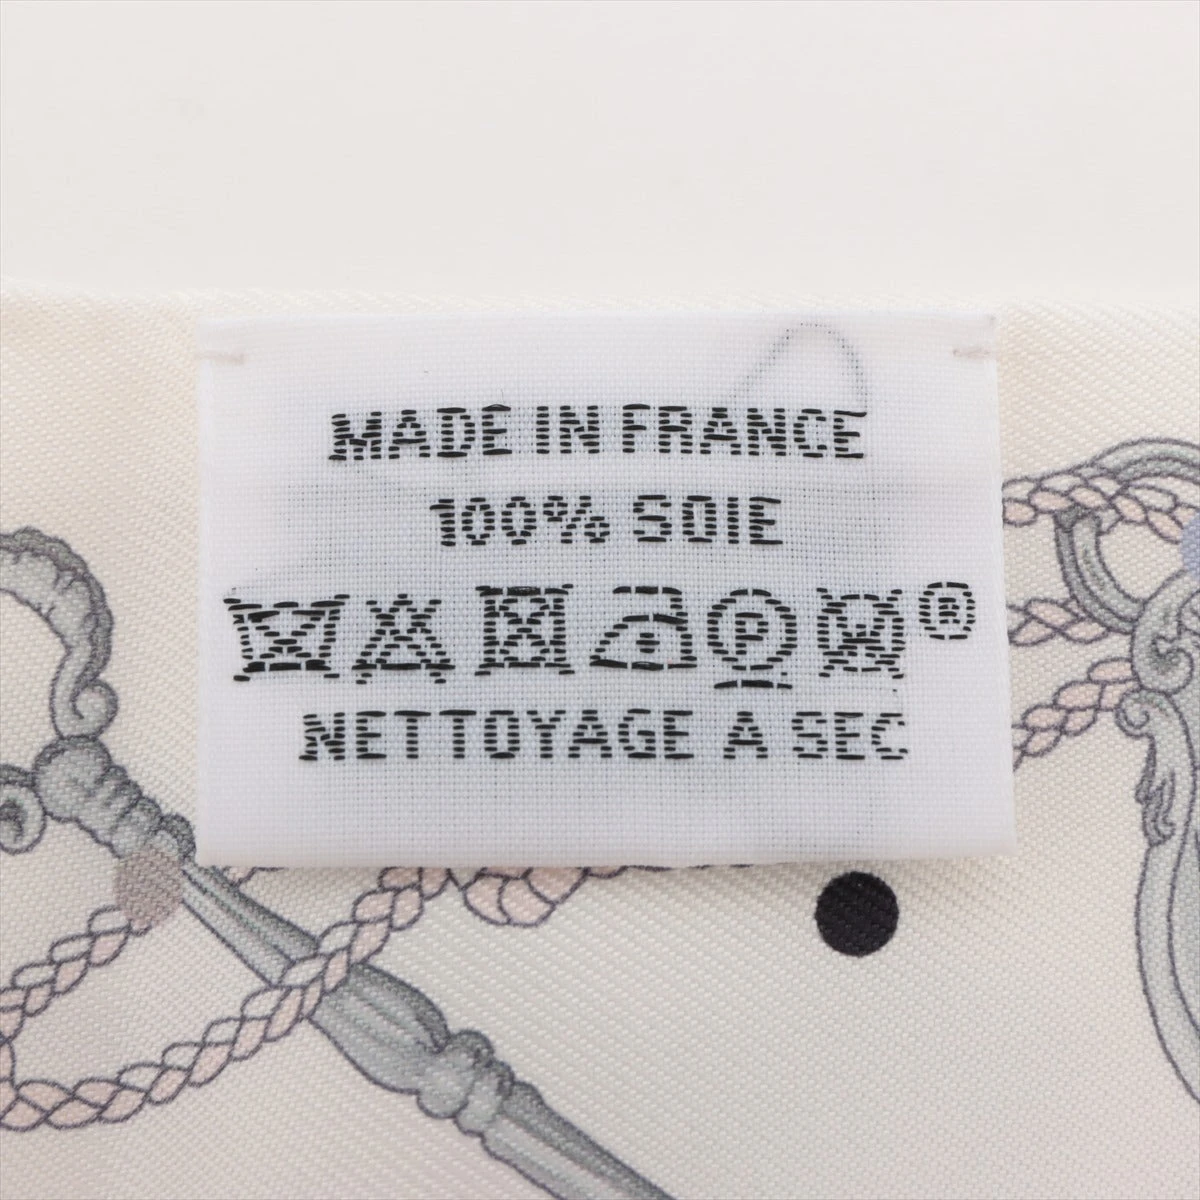 MADE IN FRANCE
100% SOIE
P W ®
NETTOYAGE A SEC